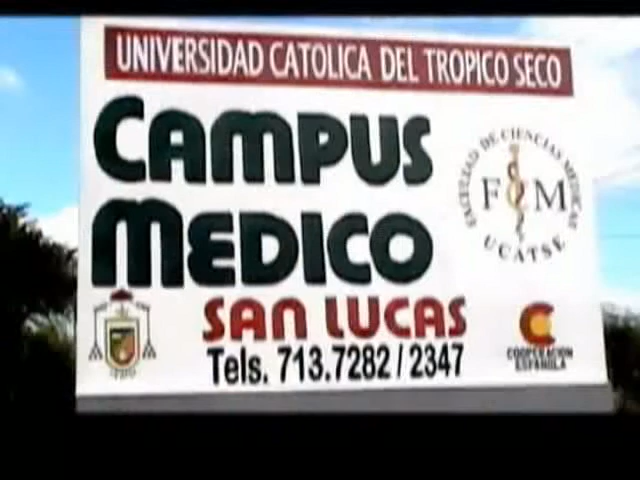 UNIVERSIDAD CATOLICA DEL TROPICO SECO
CAMPUS
MEDICO
FACULTAD DE CIENCIAS MEDICAS
F M
UCATSE
SAN LUCAS
Tels. 713.7282 / 2347
C
COOPERACION
ESPAÑOLA